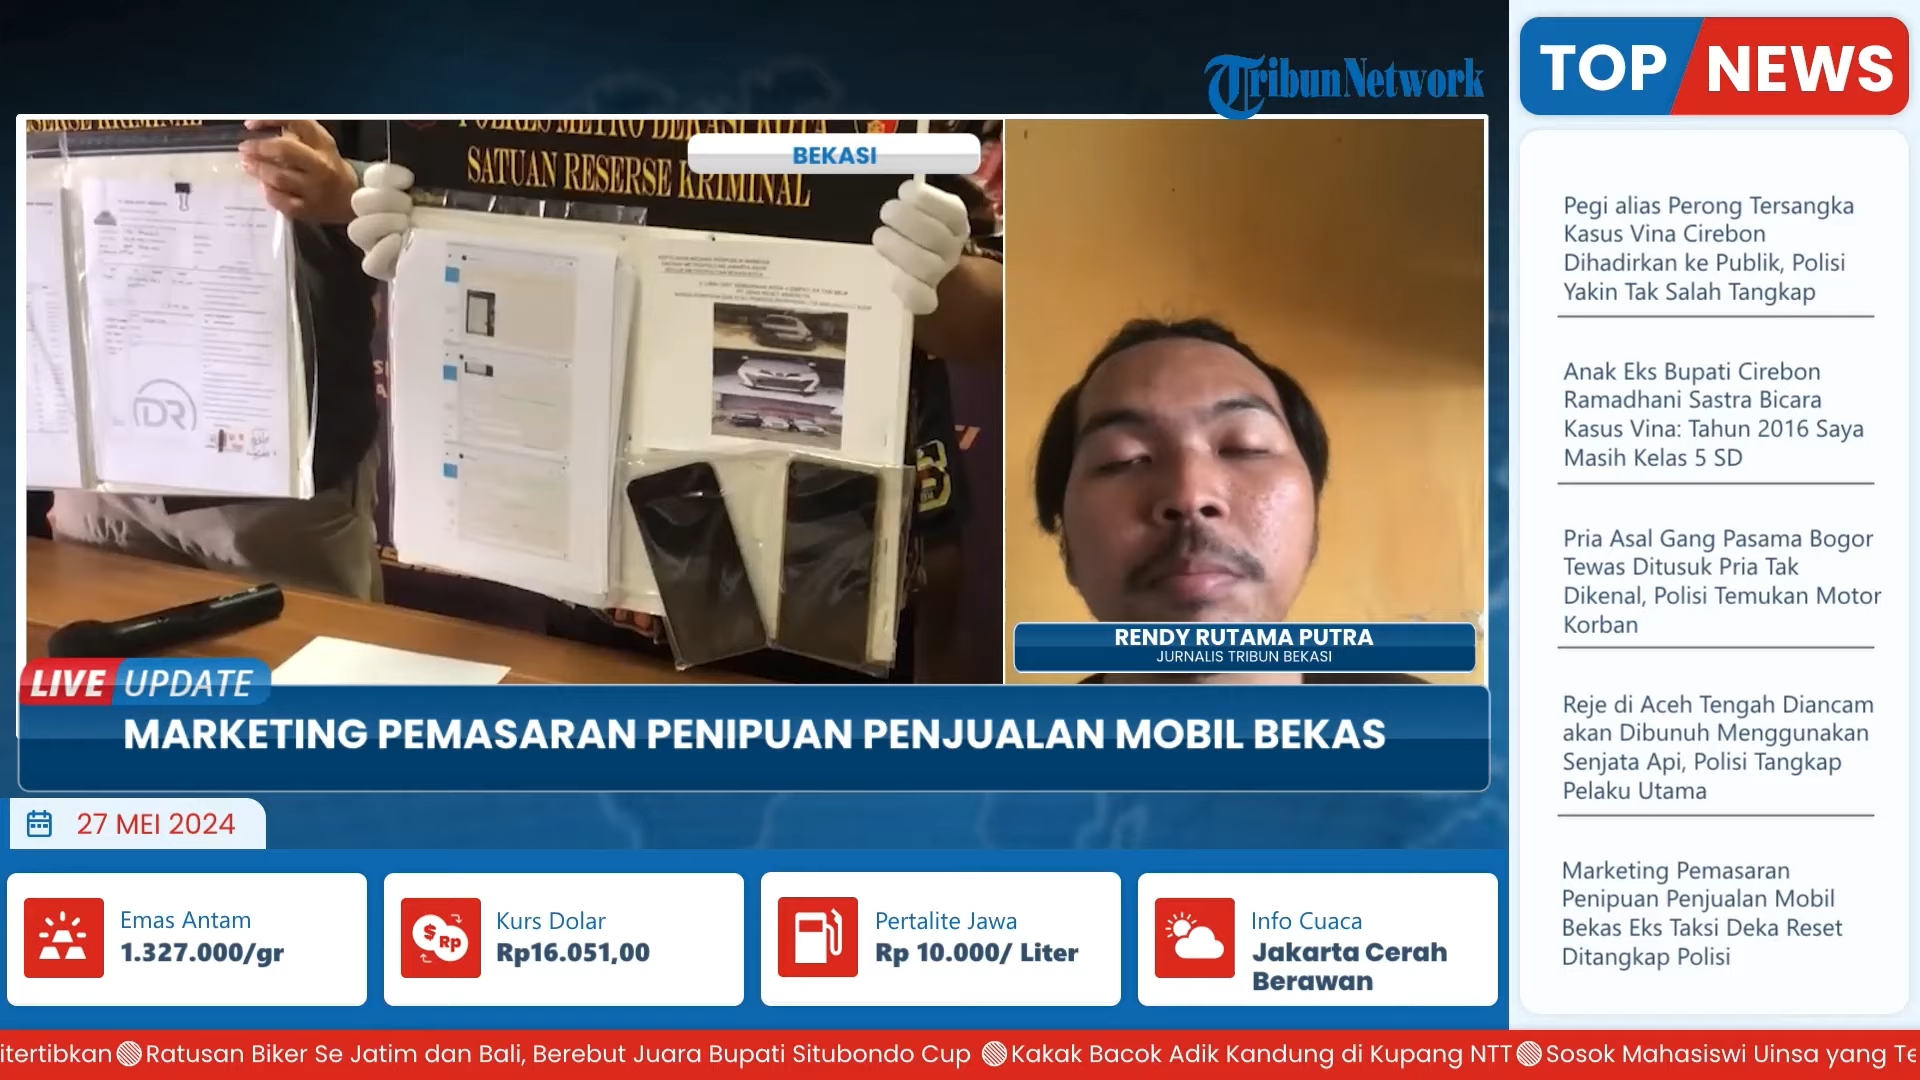 TribunNetwork
TOP NEWS
POLRES METRO BEKASI KOTA
SATUAN RESERSE KRIMINAL
BEKASI
DR
RENDY RUTAMA PUTRA
JURNALIS TRIBUN BEKASI
LIVE UPDATE
MARKETING PEMASARAN PENIPUAN PENJUALAN MOBIL BEKAS
27 MEI 2024
Emas Antam
1.327.000/gr
Kurs Dolar
Rp16.051,00
Pertalite Jawa
Rp 10.000/ Liter
Info Cuaca
Jakarta Cerah
Berawan
Pegi alias Perong Tersangka
Kasus Vina Cirebon
Dihadirkan ke Publik, Polisi
Yakin Tak Salah Tangkap
Anak Eks Bupati Cirebon
Ramadhani Sastra Bicara
Kasus Vina: Tahun 2016 Saya
Masih Kelas 5 SD
Pria Asal Gang Pasama Bogor
Tewas Ditusuk Pria Tak
Dikenal, Polisi Temukan Motor
Korban
Reje di Aceh Tengah Diancam
akan Dibunuh Menggunakan
Senjata Api, Polisi Tangkap
Pelaku Utama
Marketing Pemasaran
Penipuan Penjualan Mobil
Bekas Eks Taksi Deka Reset
Ditangkap Polisi
itertibkan Ratusan Biker Se Jatim dan Bali, Berebut Juara Bupati Situbondo Cup Kakak Bacok Adik Kandung di Kupang NTT Sosok Mahasiswi Uinsa yang Te